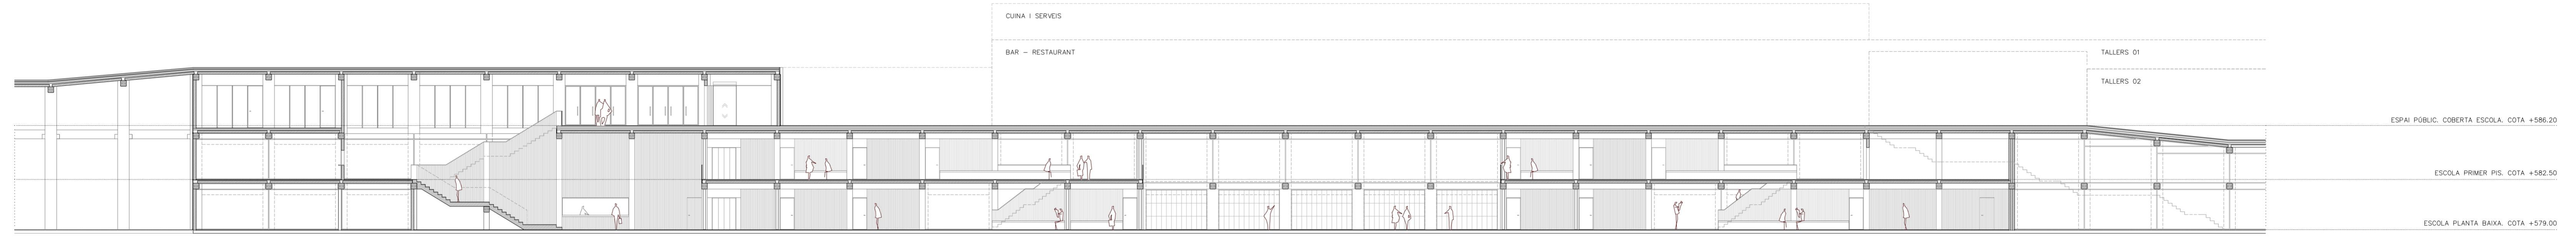 CUINA I SERVEIS
BAR – RESTAURANT
TALLERS 01
TALLERS 02
ESPAI PÚBLIC. COBERTA ESCOLA. COTA +586.20
ESCOLA PRIMER PIS. COTA +582.50
ESCOLA PLANTA BAIXA. COTA +579.00